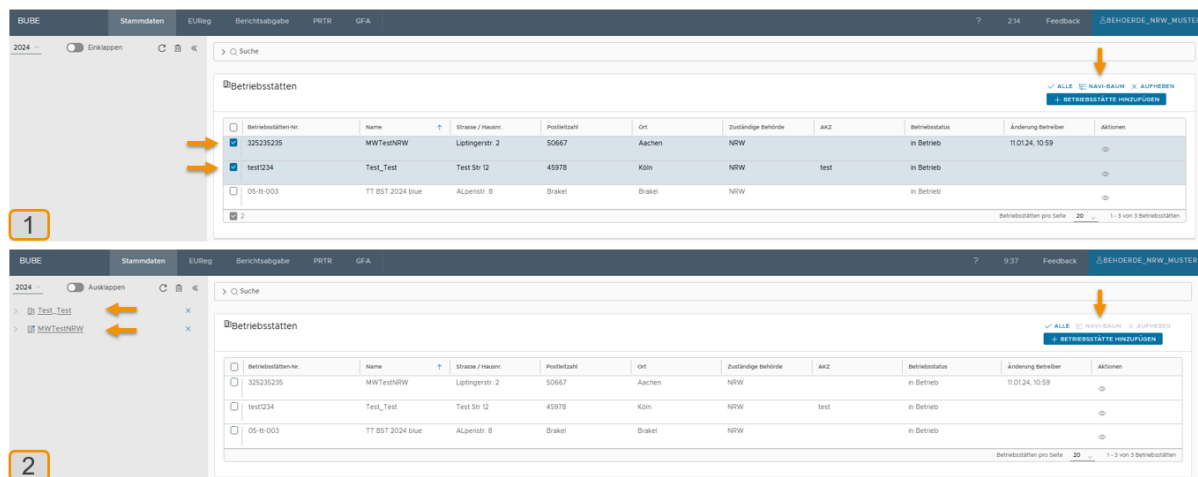 BUBE Stammdaten EUReg Berichtsabgabe PRTR GFA ? 2:14 Feedback BEHOERDE_NRW_MUSTER
2024 Einklappen Suche
Betriebsstätten ALLE NAVI-BAUM AUFHEBEN
+ BETRIEBSSTÄTTE HINZUFÜGEN
Betriebsstätten-Nr. Name Strasse / Hausnr. Postleitzahl Ort Zuständige Behörde AKZ Betriebsstatus Änderung Betreiber Aktionen
325235235 MWTestNRW Liptingerstr. 2 50667 Aachen NRW in Betrieb 11.01.24, 10:59
test1234 Test_Test Test Str 12 45978 Köln NRW test in Betrieb
05-tt-003 TT BST 2024 blue ALpenstr. 8 Brakel Brakel NRW in Betrieb
2 Betriebsstätten pro Seite 20 1 - 3 von 3 Betriebsstätten
1
BUBE Stammdaten EUReg Berichtsabgabe PRTR GFA ? 9:37 Feedback BEHOERDE_NRW_MUSTER
2024 Ausklappen Suche
Test_Test
MWTestNRW
Betriebsstätten ALLE NAVI-BAUM AUFHEBEN
+ BETRIEBSSTÄTTE HINZUFÜGEN
Betriebsstätten-Nr. Name Strasse / Hausnr. Postleitzahl Ort Zuständige Behörde AKZ Betriebsstatus Änderung Betreiber Aktionen
325235235 MWTestNRW Liptingerstr. 2 50667 Aachen NRW in Betrieb 11.01.24, 10:59
test1234 Test_Test Test Str 12 45978 Köln NRW test in Betrieb
05-tt-003 TT BST 2024 blue ALpenstr. 8 Brakel Brakel NRW in Betrieb
Betriebsstätten pro Seite 20 1 - 3 von 3 Betriebsstätten
2